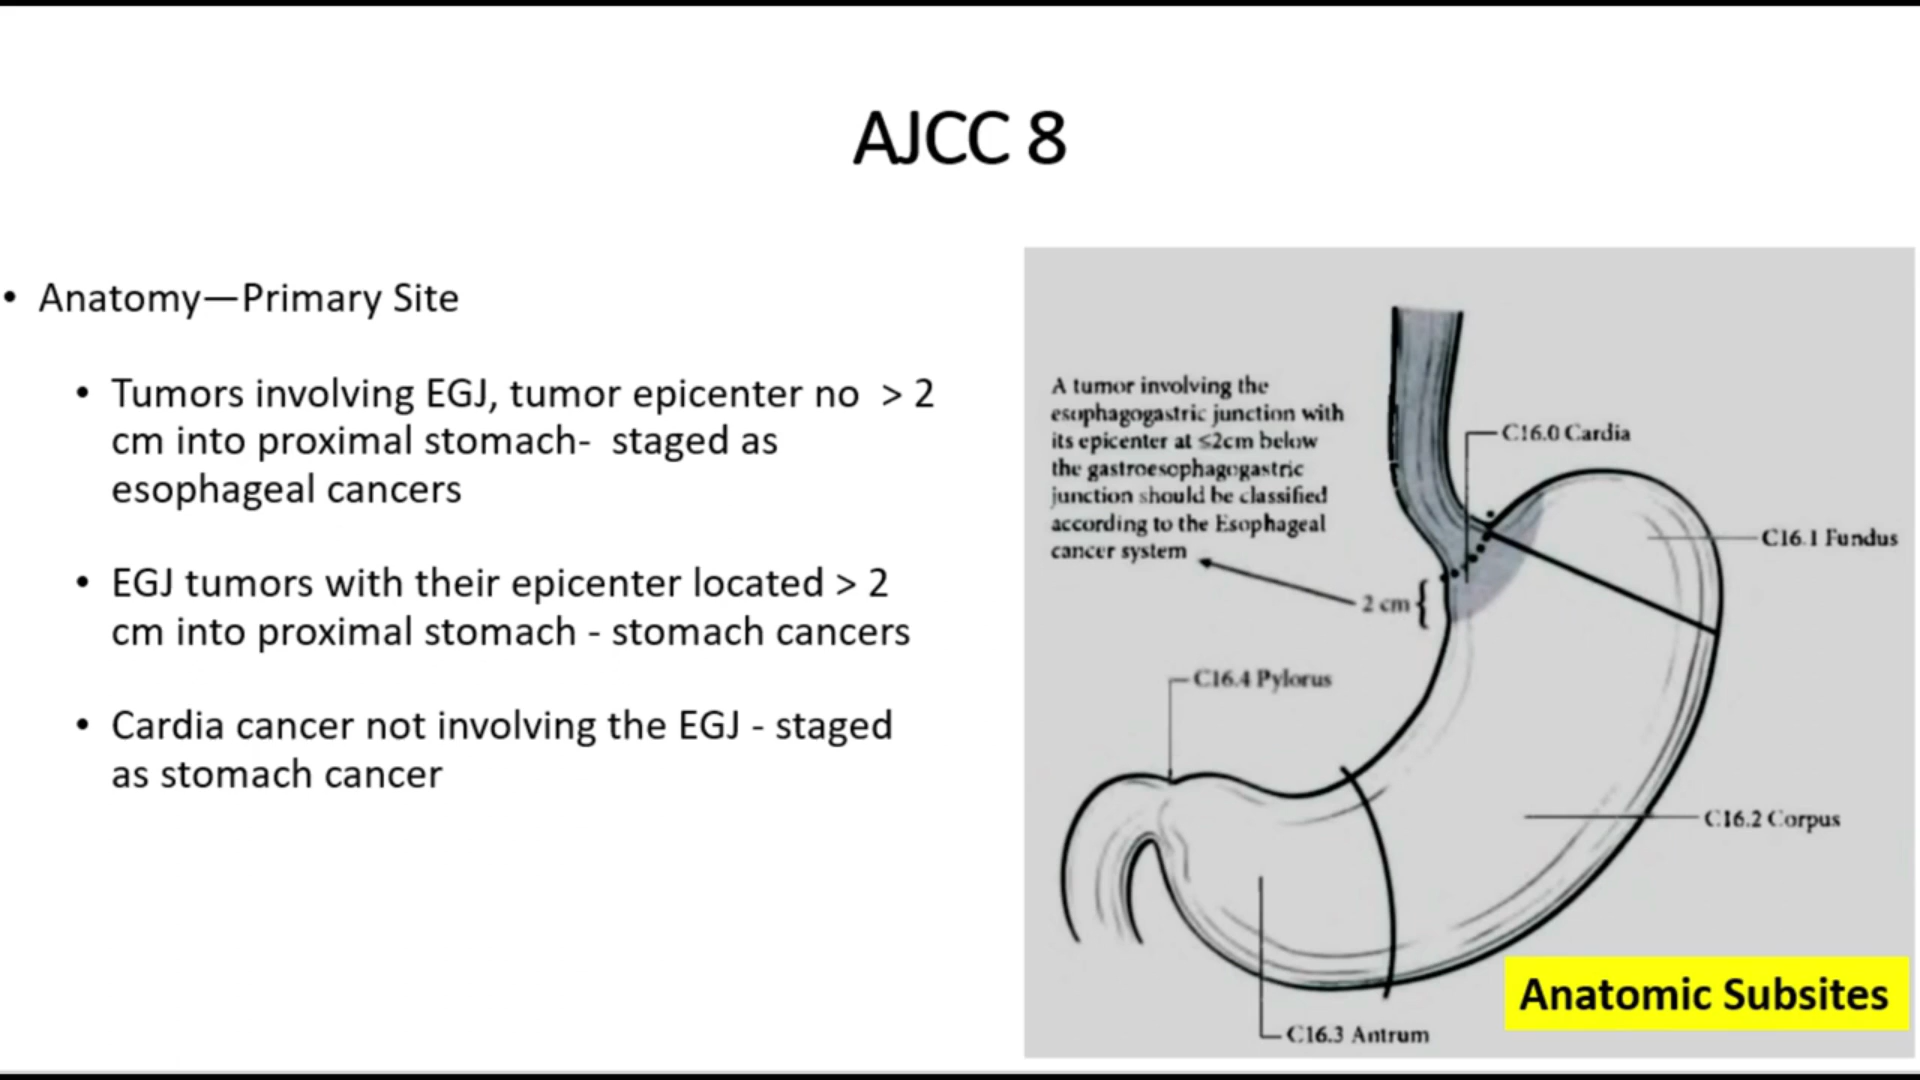 AJCC 8
• Anatomy—Primary Site
• Tumors involving EGJ, tumor epicenter no > 2
cm into proximal stomach- staged as
esophageal cancers
• EGJ tumors with their epicenter located > 2
cm into proximal stomach - stomach cancers
• Cardia cancer not involving the EGJ - staged
as stomach cancer
A tumor involving the
esophagogastric junction with
its epicenter at ≤2cm below
the gastroesophagogastric
junction should be classified
according to the Esophageal
cancer system
C16.0 Cardia
C16.1 Fundus
2 cm
C16.4 Pylorus
C16.2 Corpus
Anatomic Subsites
C16.3 Antrum